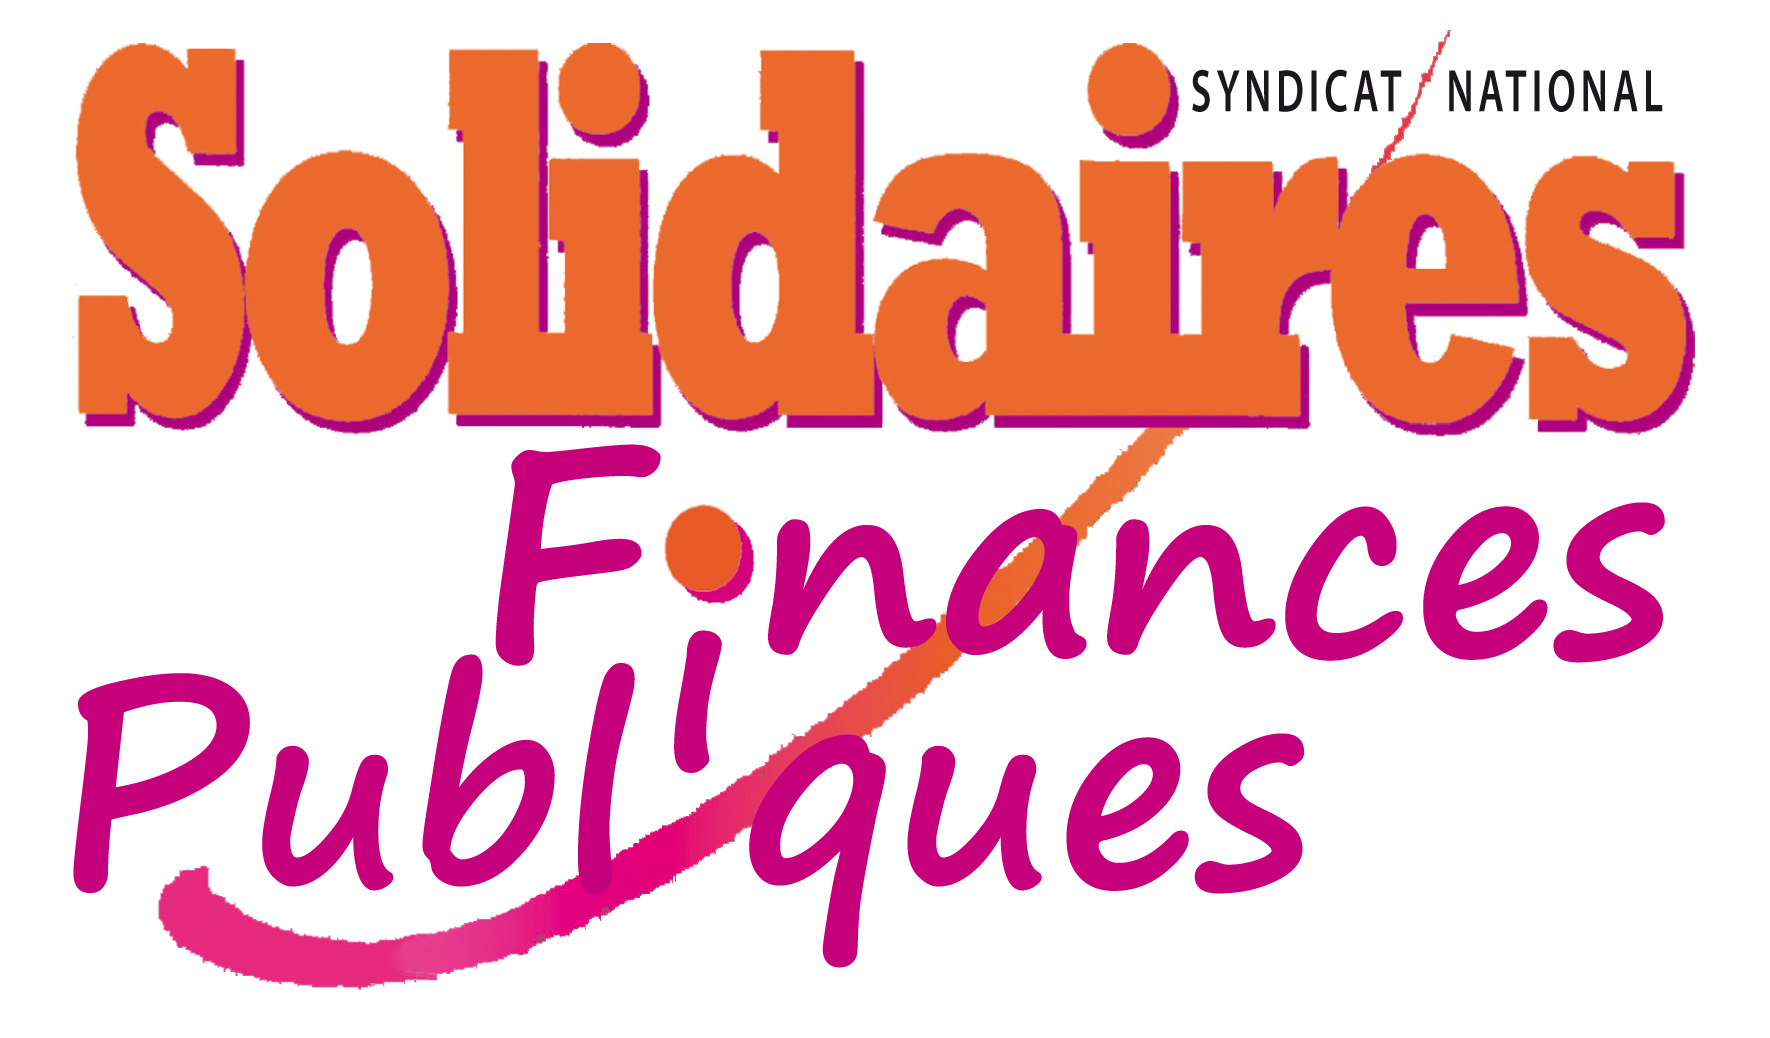 SYNDICAT NATIONAL
Solidaires
Finances
Publiques